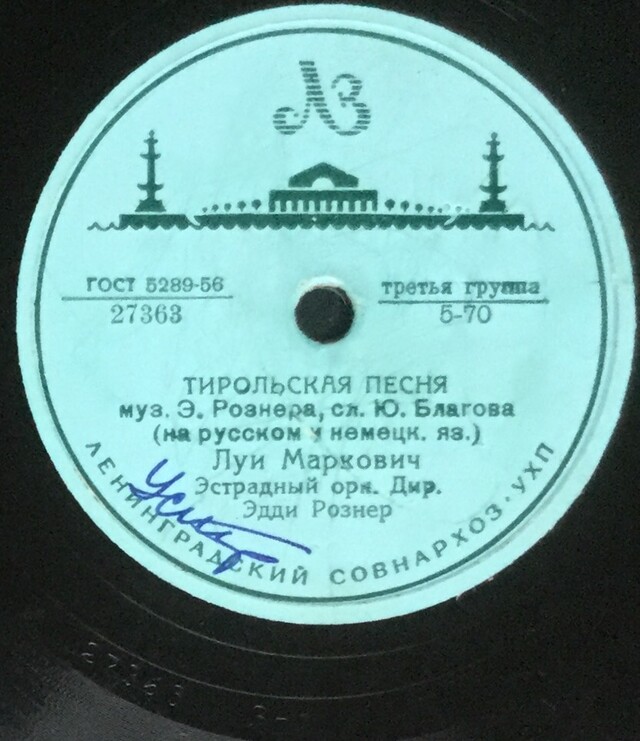 ЛЗ
ГОСТ 5289-56
27363
третья группа
5-70
ТИРОЛЬСКАЯ ПЕСНЯ
муз. Э. Рознера, сл. Ю. Благова
(на русском и немецк. яз.)
Луи Маркович
Эстрадный орк. Дир.
Эдди Рознер
ЛЕНИНГРАДСКИЙ СОВНАРХОЗ · УХП
27363